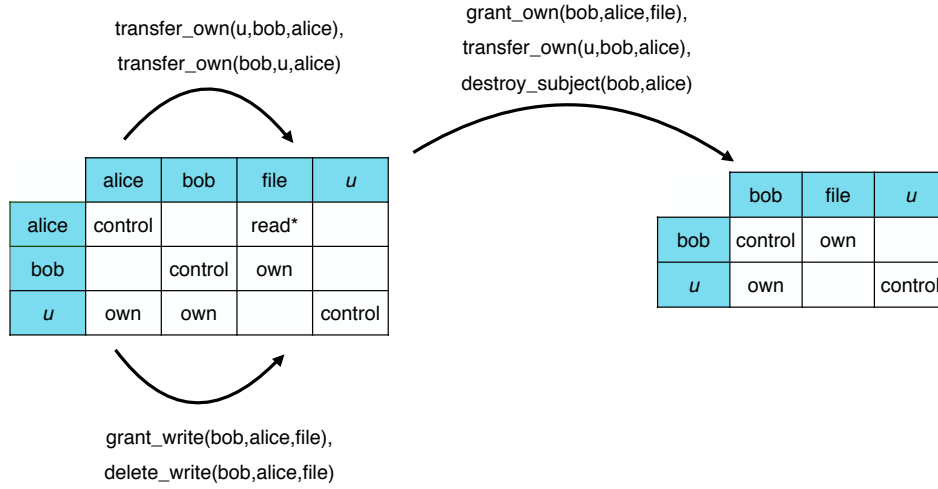 transfer_own(u,bob,alice),
transfer_own(bob,u,alice)
grant_own(bob,alice,file),
transfer_own(u,bob,alice),
destroy_subject(bob,alice)
alice bob file u
alice control read*
bob control own
u own own control
bob file u
bob control own
u own control
grant_write(bob,alice,file),
delete_write(bob,alice,file)